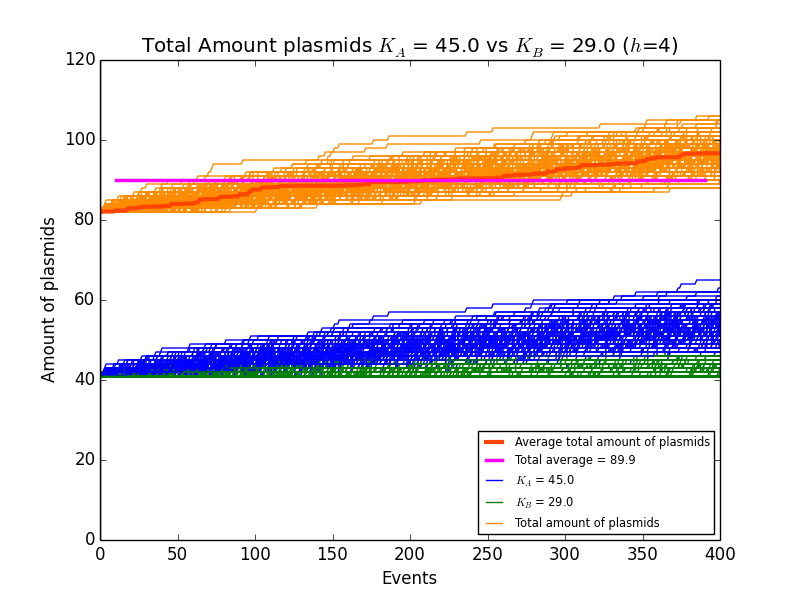 Total Amount plasmids K_A = 45.0 vs K_B = 29.0 (h=4)
120
100
80
60
40
20
0
Amount of plasmids
0 50 100 150 200 250 300 350 400
Events
Average total amount of plasmids
Total average = 89.9
K_A = 45.0
K_B = 29.0
Total amount of plasmids